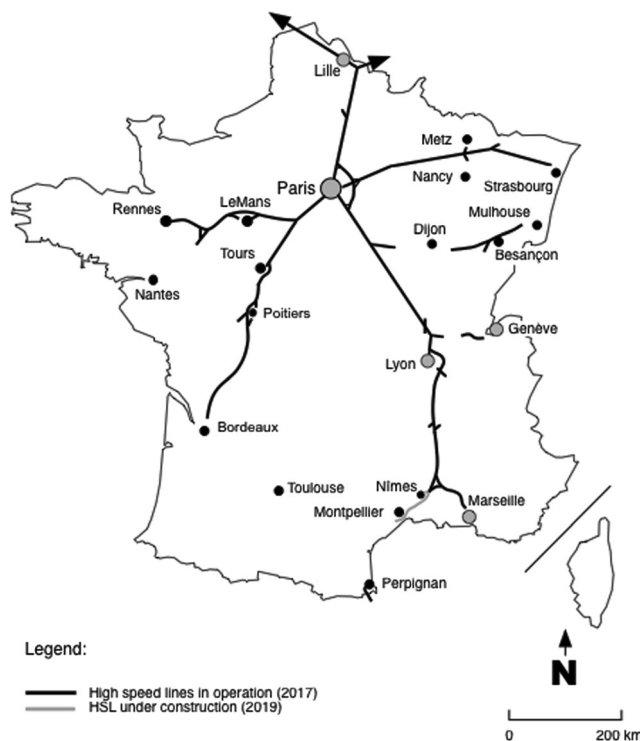 Lille
Metz
Paris
Nancy
Strasbourg
Rennes
LeMans
Mulhouse
Dijon
Tours
Besançon
Nantes
Poitiers
Genève
Lyon
Bordeaux
Toulouse
Nîmes
Marseille
Montpellier
Perpignan
Legend:
N
High speed lines in operation (2017)
HSL under construction (2019)
0
200 km